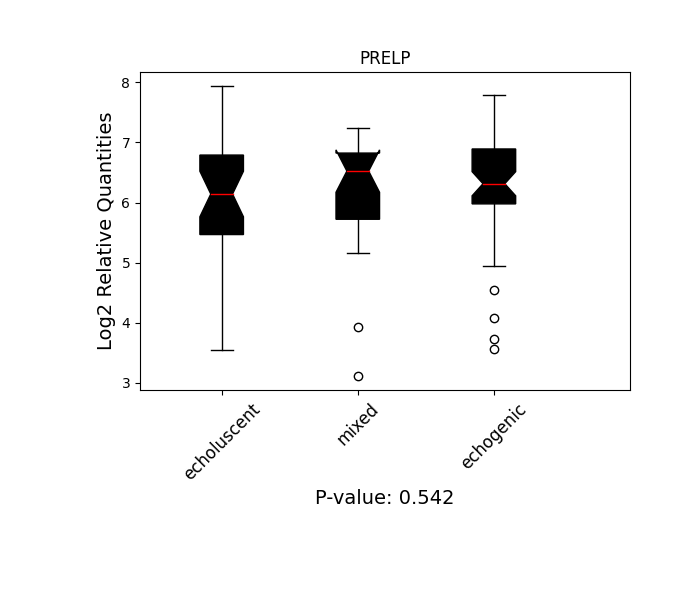 PRELP
Log2 Relative Quantities
8
7
6
5
4
3
echoluscent
mixed
echogenic
P-value: 0.542